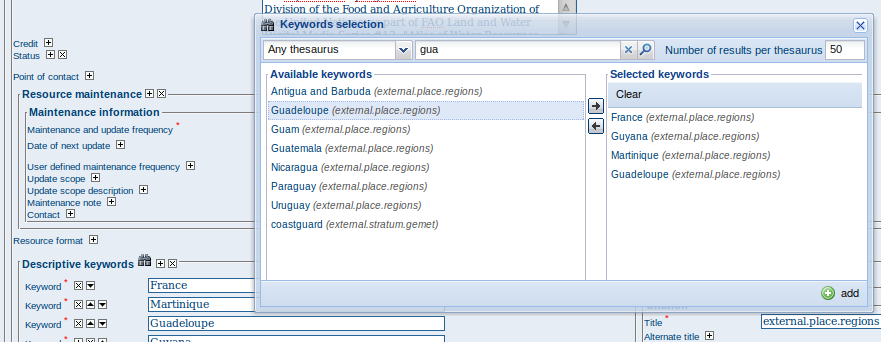 Division of the Food and Agriculture Organization of
Keywords selection
part of FAO Land and Water
Credit
Status
Point of contact
Resource maintenance
Maintenance information
Maintenance and update frequency *
Date of next update
User defined maintenance frequency
Update scope
Update scope description
Maintenance note
Contact
Resource format
Descriptive keywords
Keyword * France
Keyword * Martinique
Keyword * Guadeloupe
Keyword * Guyana
Any thesaurus
gua
Number of results per thesaurus 50
Available keywords
Antigua and Barbuda (external.place.regions)
Guadeloupe (external.place.regions)
Guam (external.place.regions)
Guatemala (external.place.regions)
Nicaragua (external.place.regions)
Paraguay (external.place.regions)
Uruguay (external.place.regions)
coastguard (external.stratum.gemet)
Selected keywords
Clear
France (external.place.regions)
Guyana (external.place.regions)
Martinique (external.place.regions)
Guadeloupe (external.place.regions)
add
Title * external.place.regions
Alternate title